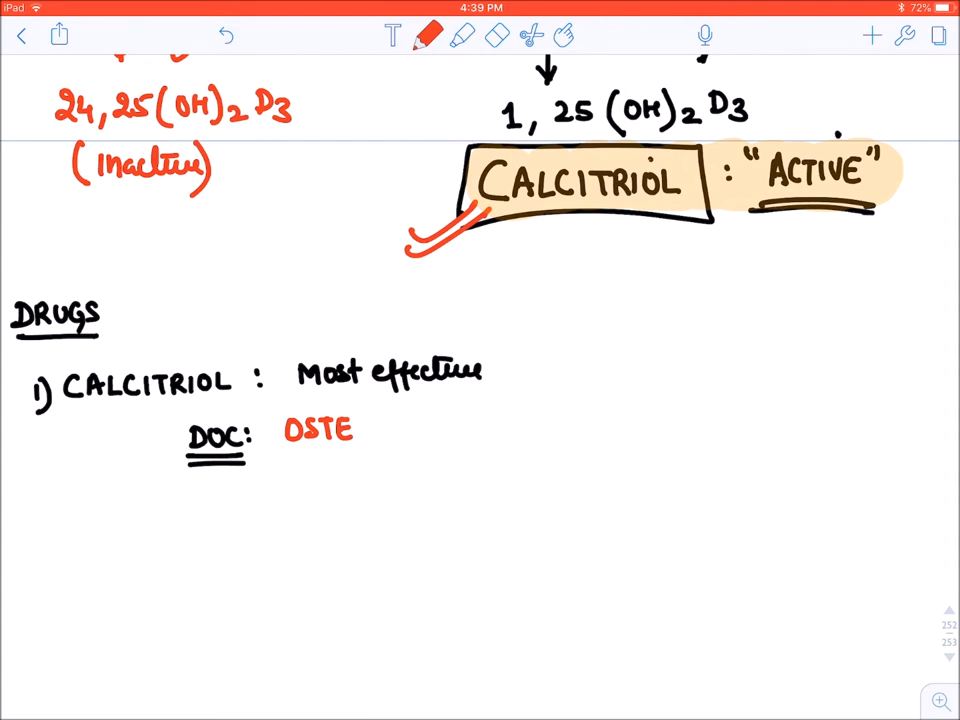 iPad 4:39 PM 72%
T
24,25(OH)2 D3
1, 25 (OH)2 D3
(Inactive)
CALCITRIOL : "ACTIVE"
DRUGS
1) CALCITRIOL : Most effective
DOC: OSTE
252
253